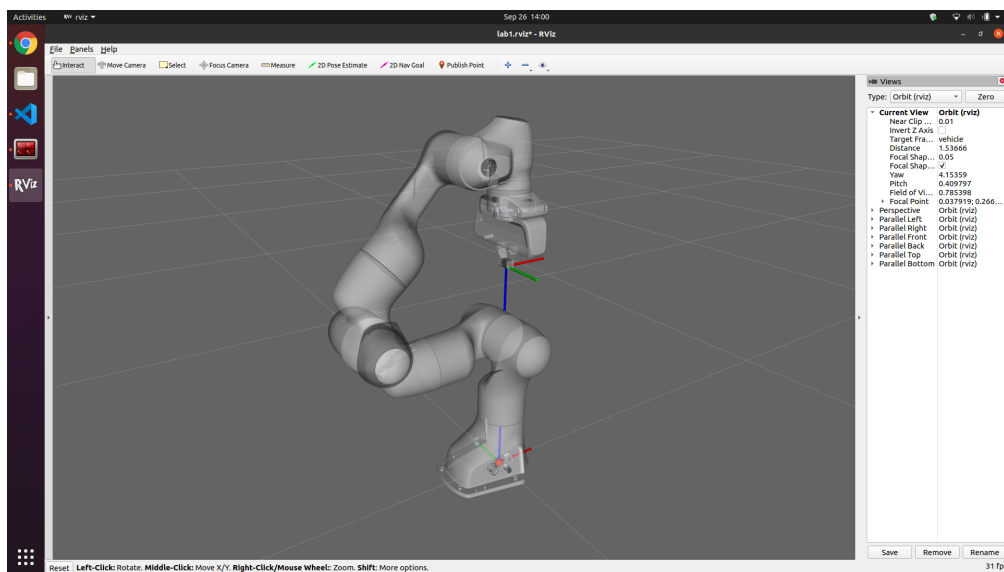 Activities RViz rviz Sep 26 14:00
lab1.rviz* - RViz
File Panels Help
Interact Move Camera Select Focus Camera Measure 2D Pose Estimate 2D Nav Goal Publish Point
Views
Type: Orbit (rviz) Zero
Current View Orbit (rviz)
Near Clip ... 0.01
Invert Z Axis
Target Fra... vehicle
Distance 1.53666
Focal Shap... 0.05
Focal Shap...
Yaw 4.15359
Pitch 0.409797
Field of Vi... 0.785398
Focal Point 0.037919; 0.266...
Perspective Orbit (rviz)
Parallel Left Orbit (rviz)
Parallel Right Orbit (rviz)
Parallel Front Orbit (rviz)
Parallel Back Orbit (rviz)
Parallel Top Orbit (rviz)
Parallel Bottom Orbit (rviz)
RViz
Save Remove Rename
Reset Left-Click: Rotate. Middle-Click: Move X/Y. Right-Click/Mouse Wheel:: Zoom. Shift: More options. 31 fp